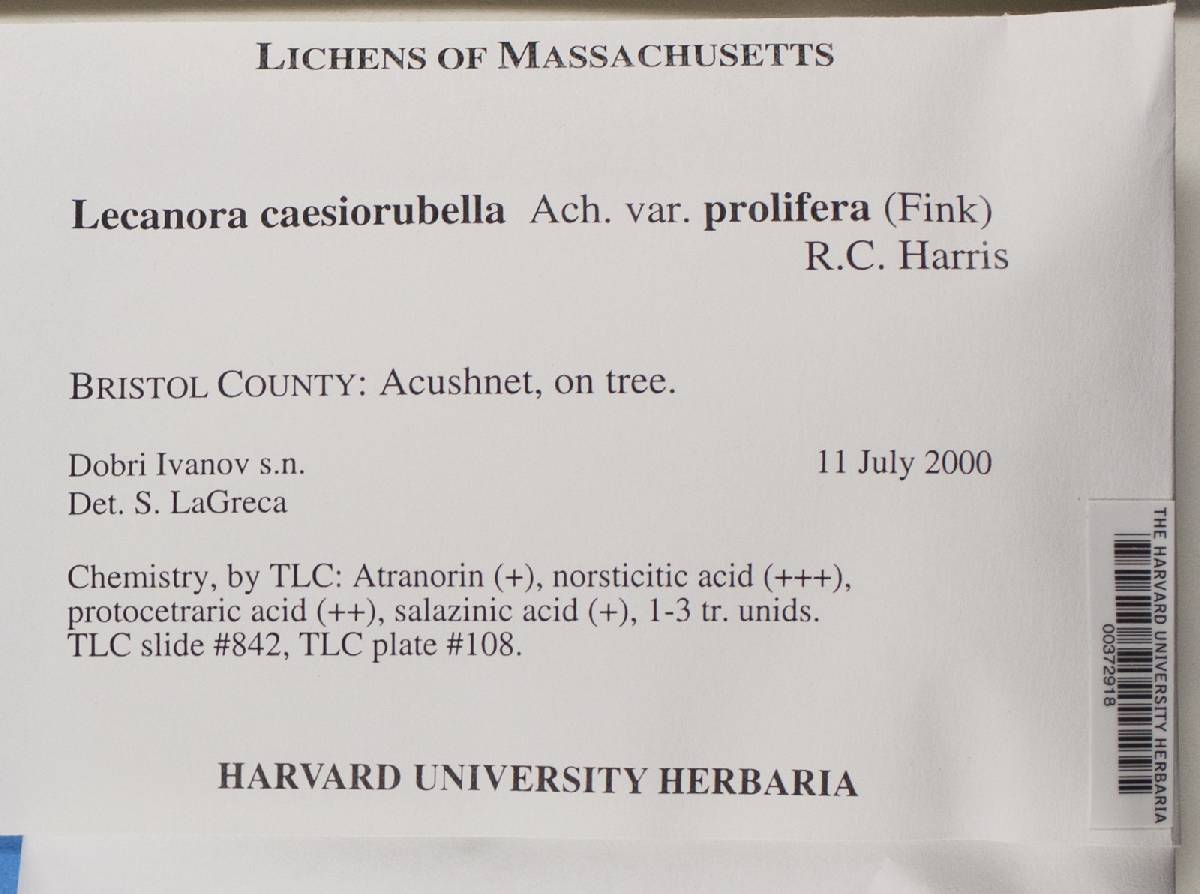 LICHENS OF MASSACHUSETTS
Lecanora caesiorubella Ach. var. prolifera (Fink)
R.C. Harris
BRISTOL COUNTY: Acushnet, on tree.
Dobri Ivanov s.n. 11 July 2000
Det. S. LaGreca
Chemistry, by TLC: Atranorin (+), norsticitic acid (+++),
protocetraric acid (++), salazinic acid (+), 1-3 tr. unids.
TLC slide #842, TLC plate #108.
HARVARD UNIVERSITY HERBARIA
THE HARVARD UNIVERSITY HERBARIA
00372918